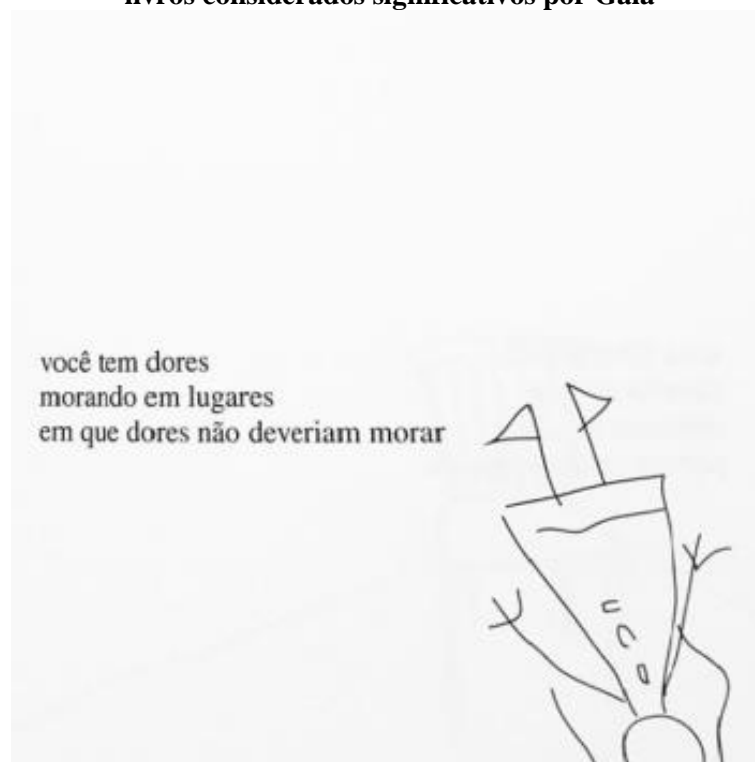 livros considerados significativos por Gaia
você tem dores
morando em lugares
em que dores não deveriam morar